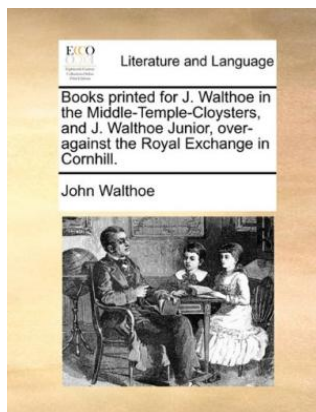 ECCO
Literature and Language
Books printed for J. Walthoe in
the Middle-Temple-Cloysters,
and J. Walthoe Junior, over-
against the Royal Exchange in
Cornhill.
John Walthoe